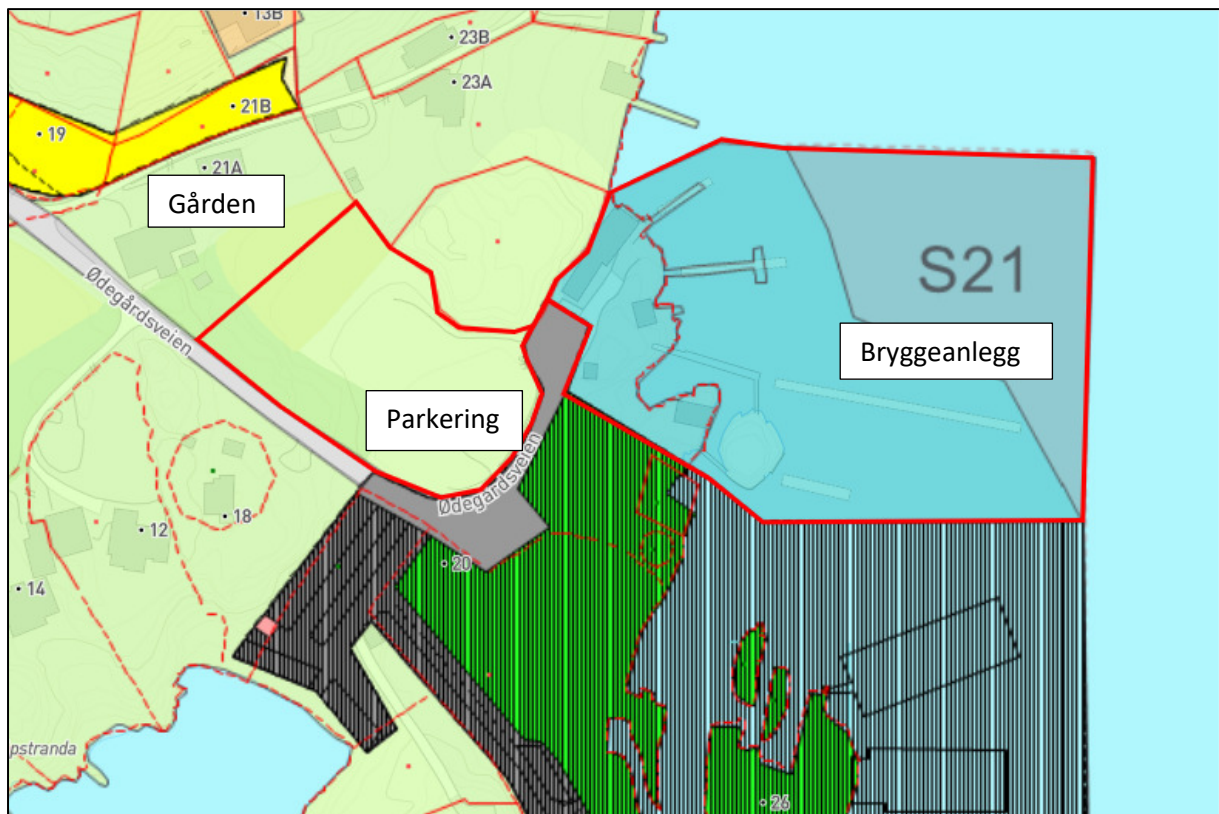 13B
23B
23A
21B
19
21A
Gården
Ødegårdsveien
S21
Bryggeanlegg
Parkering
Ødegårdsveien
18
12
20
14
pstranda
26